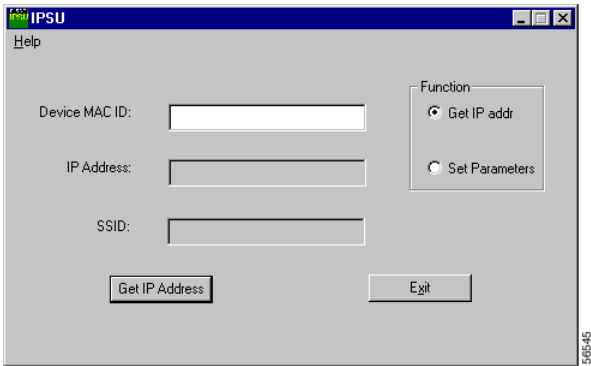 IPSU IPSU
Help
Function
Device MAC ID:
Get IP addr
IP Address:
Set Parameters
SSID:
Get IP Address
Exit
56545